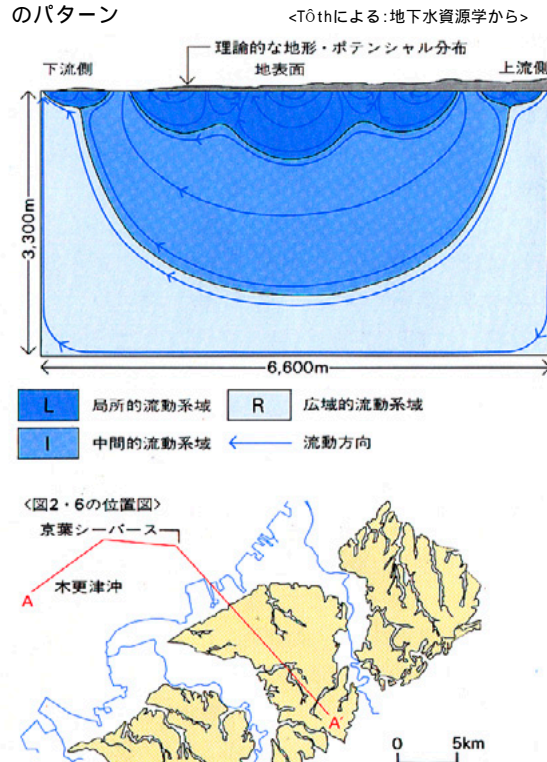 のパターン
<Tôthによる:地下水資源学から>
理論的な地形・ポテンシャル分布
下流側
地表面
上流側
3,300m
6,600m
L 局所的流動系域
R 広域的流動系域
I 中間的流動系域
流動方向
<図2・6の位置図>
京葉シーバース
A
木更津沖
A'
0 5km